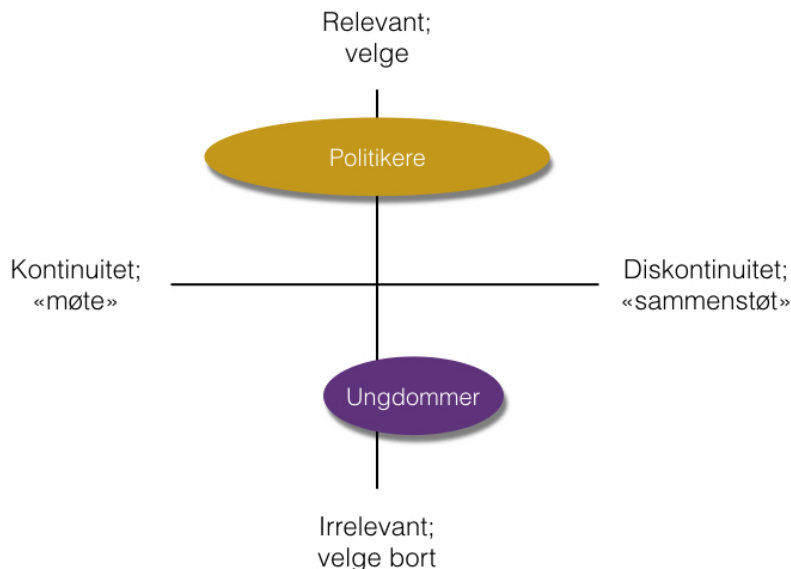 Relevant;
velge
Politikere
Kontinuitet;
«møte»
Diskontinuitet;
«sammenstøt»
Ungdommer
Irrelevant;
velge bort